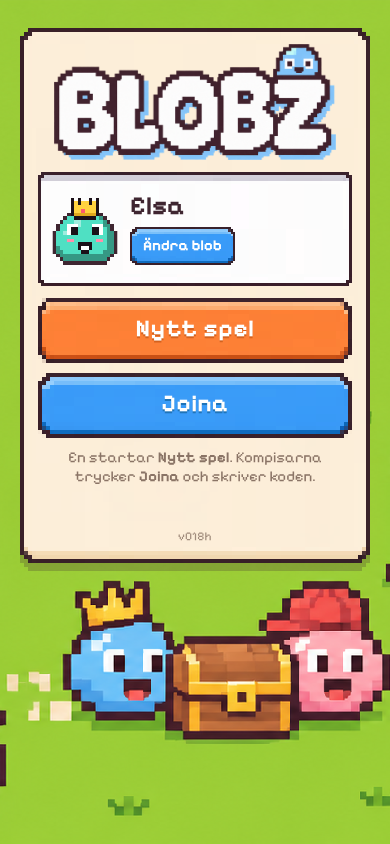 BLOBZ
Elsa
Ändra blob
Nytt spel
Joina
En startar Nytt spel. Kompisarna
trycker Joina och skriver koden.
v018h